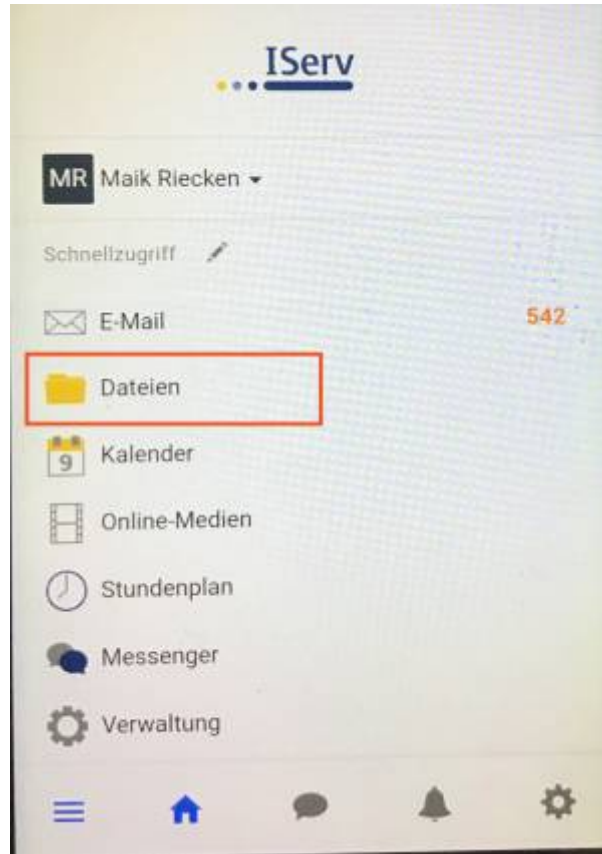 IServ
MR Maik Riecken
Schnellzugriff
E-Mail 542
Dateien
9 Kalender
Online-Medien
Stundenplan
Messenger
Verwaltung